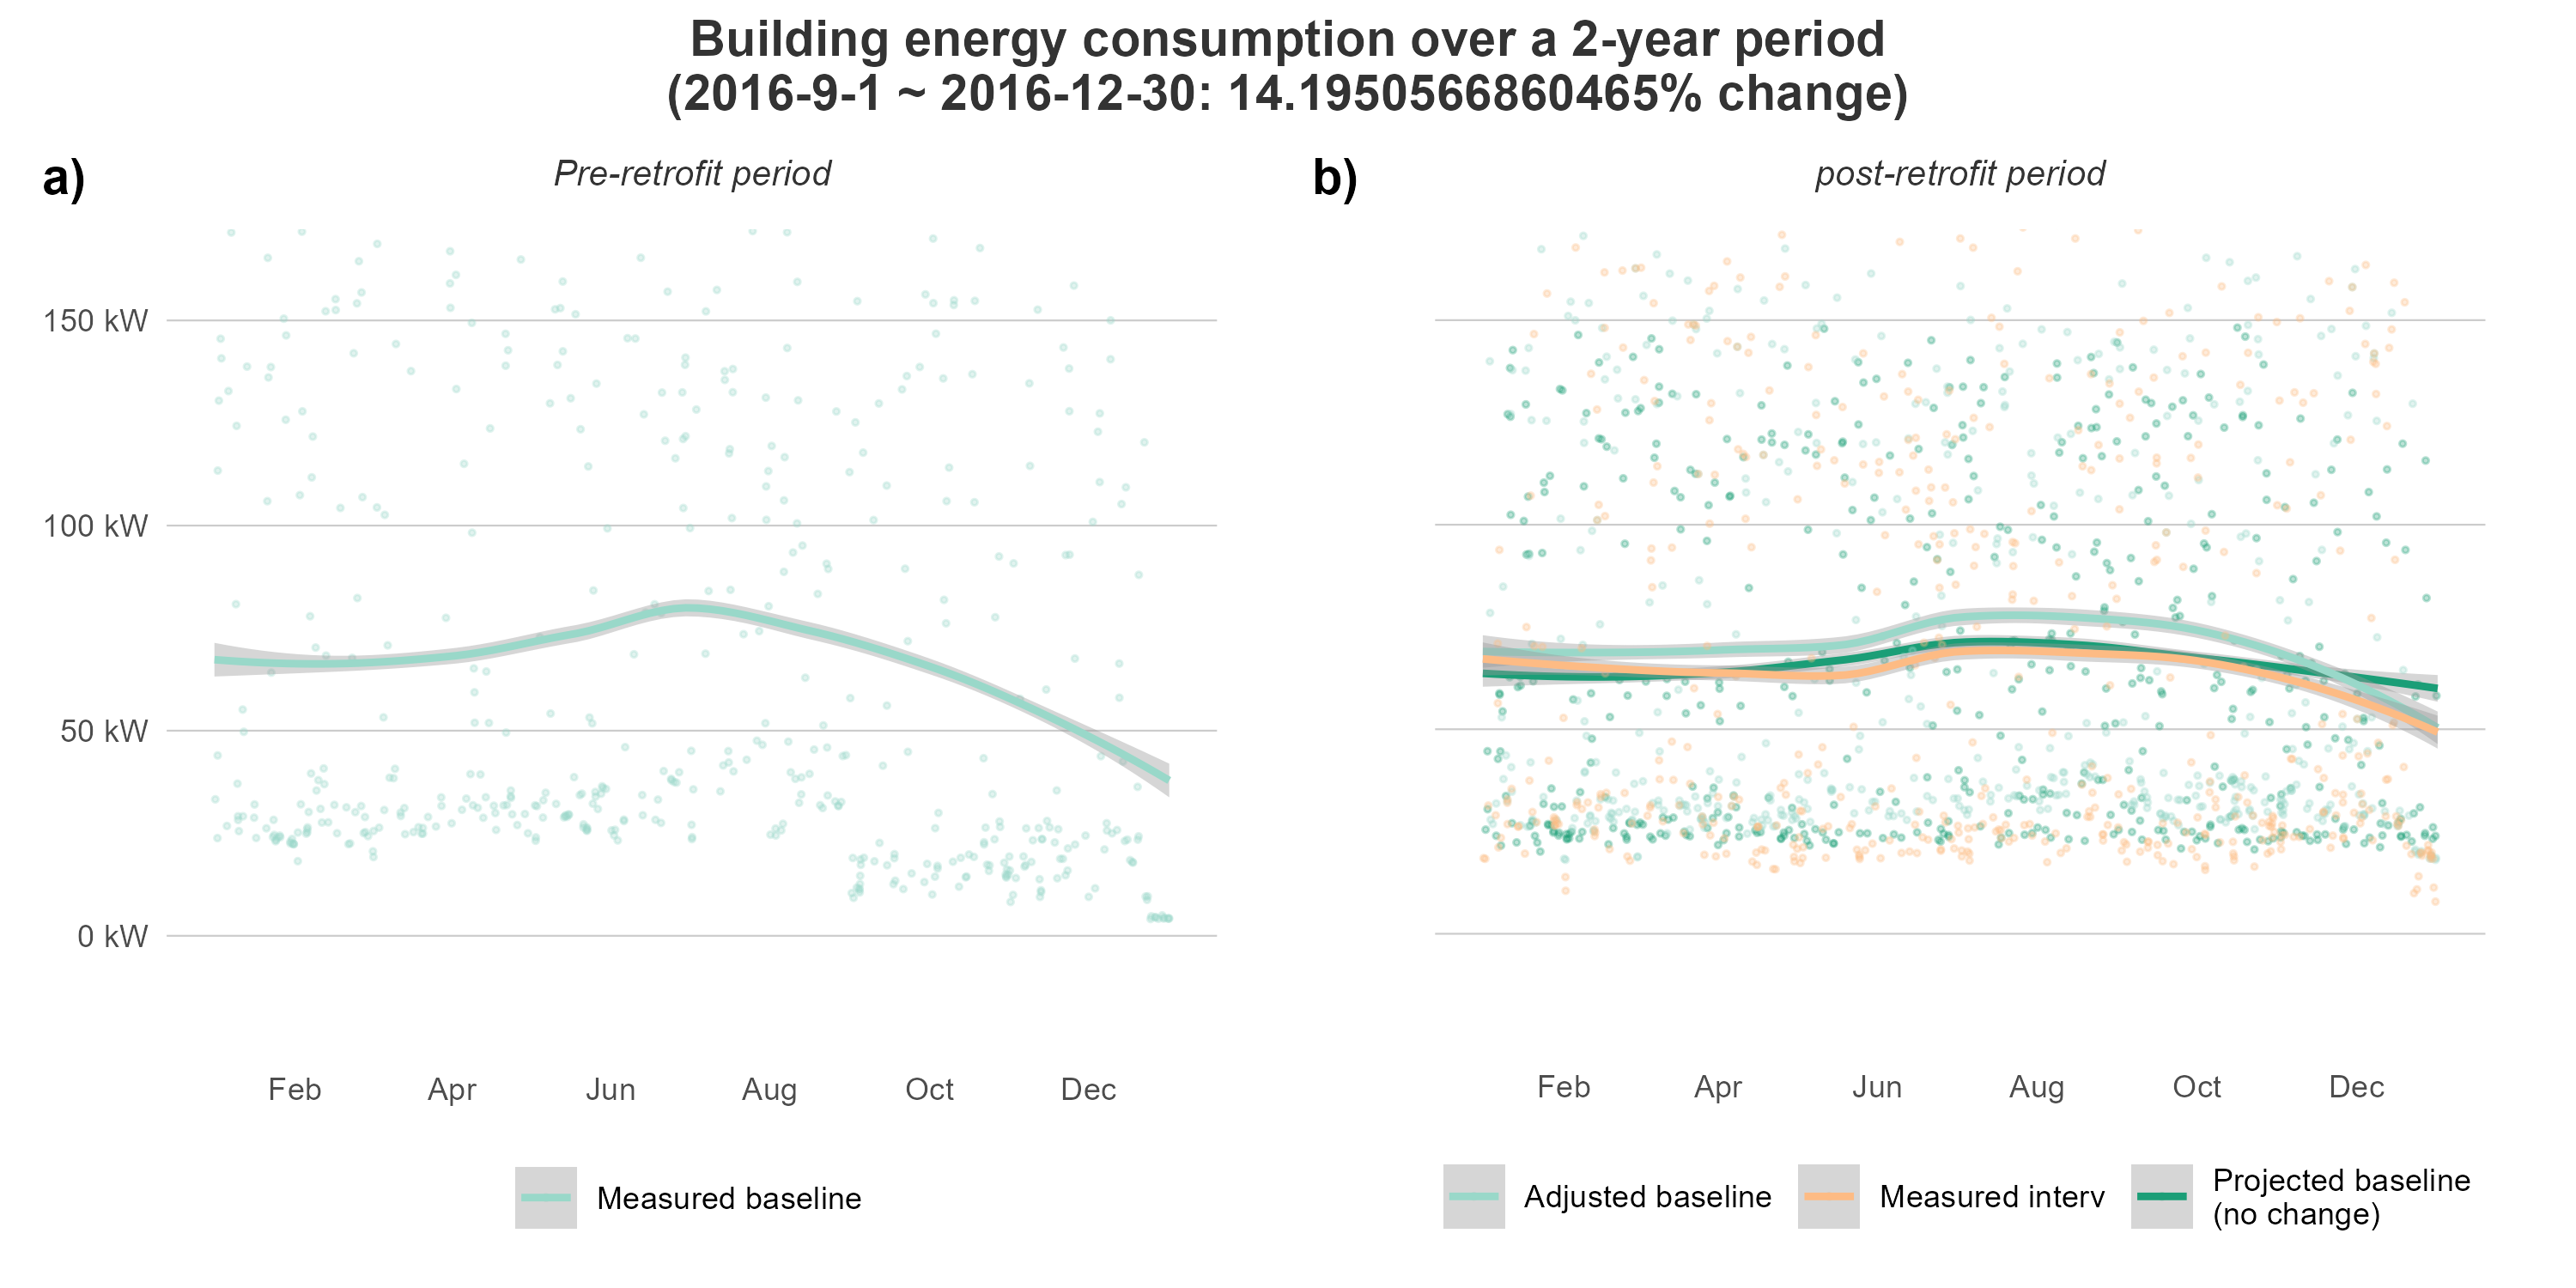 Building energy consumption over a 2-year period
(2016-9-1 ~ 2016-12-30: 14.1950566860465% change)
a)
Pre-retrofit period
150 kW
100 kW
50 kW
0 kW
Feb Apr Jun Aug Oct Dec
Measured baseline
b)
post-retrofit period
Feb Apr Jun Aug Oct Dec
Adjusted baseline
Measured interv
Projected baseline
(no change)